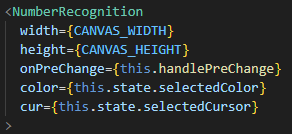 <NumberRecognition
width={CANVAS_WIDTH}
height={CANVAS_HEIGHT}
onPreChange={this.handlePreChange}
color={this.state.selectedColor}
cur={this.state.selectedCursor}
>